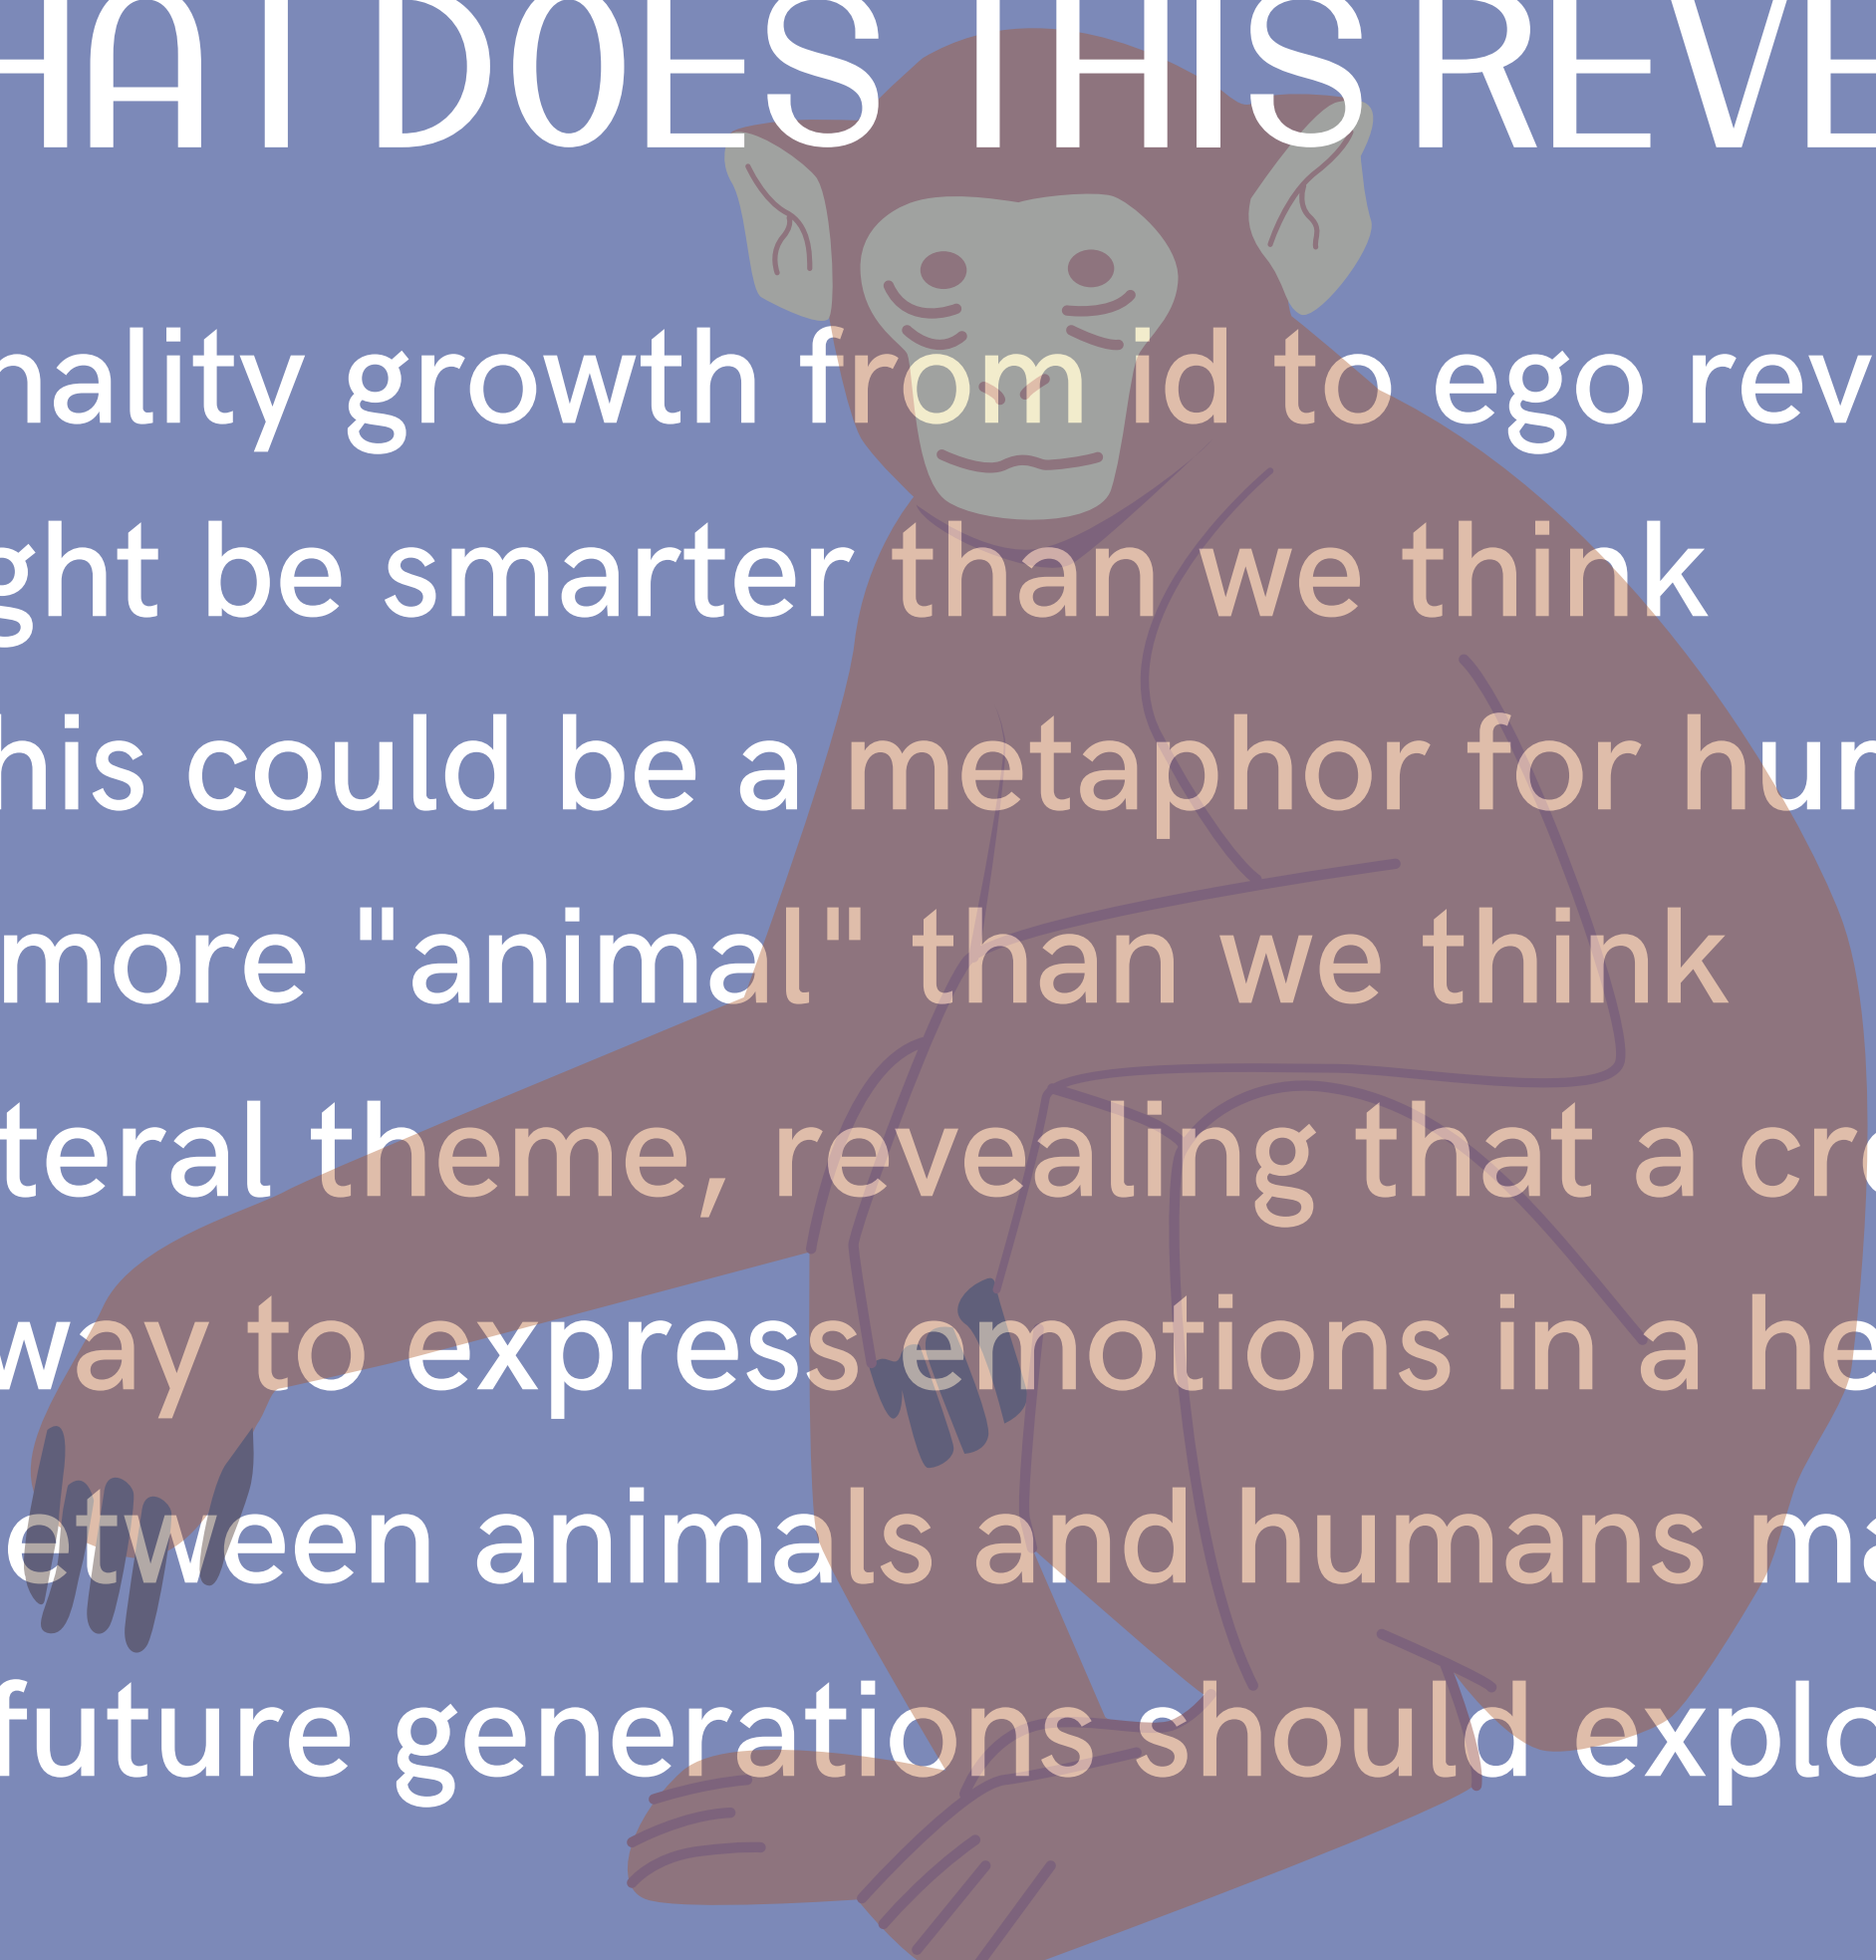 HAT DOES THIS REVE
nality growth from id to ego rev
ght be smarter than we think
his could be a metaphor for hum
more "animal" than we think
teral theme, revealing that a cro
way to express emotions in a he
etween animals and humans ma
future generations should explo